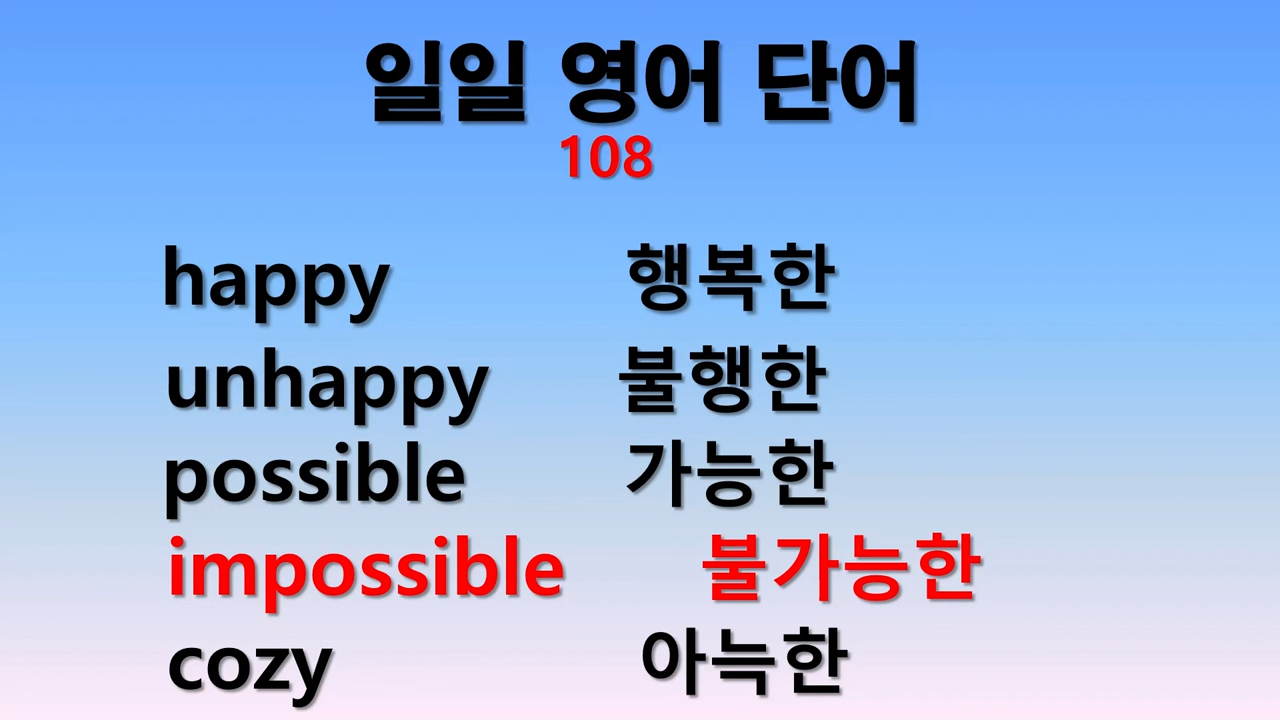 일일 영어 단어
108
happy 행복한
unhappy 불행한
possible 가능한
impossible 불가능한
cozy 아늑한